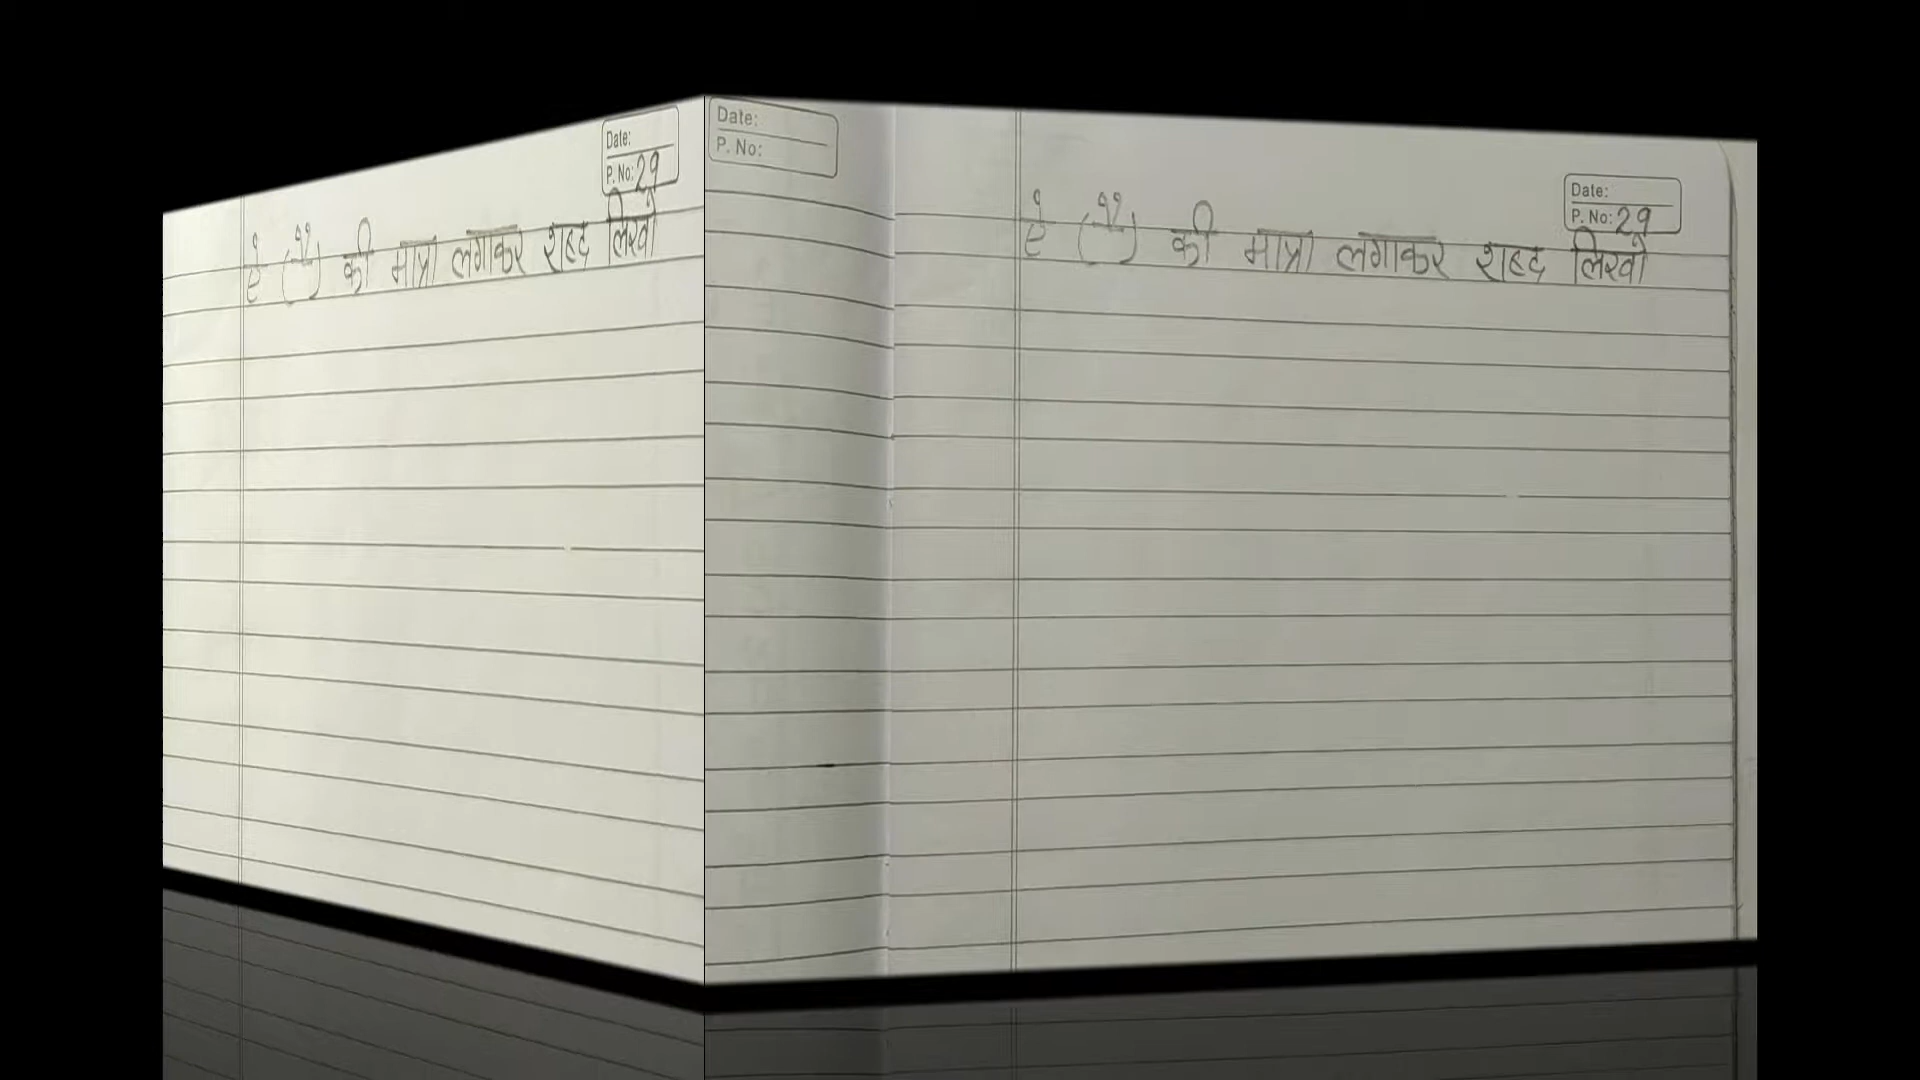 Date:
P. No: 29
ऐ ( ै ) की मात्रा लगाकर शब्द लिखो
Date:
P. No:
Date:
P. No: 29
ऐ ( ै ) की मात्रा लगाकर शब्द लिखो